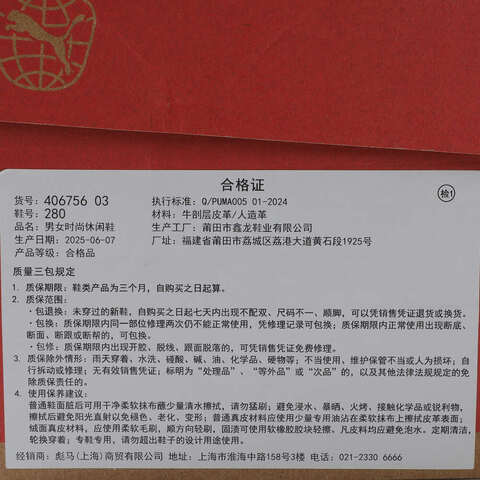 合格证
检1
货号: 406756 03
执行标准: Q/PUMA005 01-2024
鞋号: 280
材料: 牛剖层皮革/人造革
品名: 男女时尚休闲鞋
生产工厂: 莆田市鑫龙鞋业有限公司
生产日期: 2025-06-07
厂址: 福建省莆田市荔城区荔港大道黄石段1925号
产品等级: 合格品
质量三包规定
1. 质保期限: 鞋类产品为三个月，自购买之日起算。
2. 质保范围:
· 包退换: 未穿过的新鞋，自购买之日起七天内出现不配双、尺码不一、顺脚，可以凭销售凭证退货或换货。
· 包换: 质保期限内同一部位修理两次仍不能正常使用，凭修理记录可包换；质保期限内正常使用出现断底、
断面、断跟或断帮的，可包换。
· 包修: 质保期限内出现开胶、脱线、跟面脱落的，可凭销售凭证免费修理。
3. 质保除外情形: 雨天穿着、水洗、碰酸、碱、油、化学品、硬物等；不当使用、维护保管不当或人为损坏；自
行拆动或修理；无有效销售凭证；标明为“处理品”、“等外品”或“次品”的，以及其他法律法规规定的免
除质保责任的。
4. 使用保养说明:
普通鞋面脏后可用干净柔软抹布蘸少量清水擦拭，请勿猛刷；避免浸水、暴晒、火烤、接触化学品或锐利物，
擦拭后避免阳光直射以免褪色、老化、变形；普通真皮材料应使用少量专用油沾在柔软抹布上擦拭皮革表面；
绒面真皮材料，应使用柔软毛刷，顺方向轻刷，固渍可使用软橡胶胶块轻擦，凡皮料均应避免泡水。定期清洁，
轮换穿着；专鞋专用，请勿超出鞋子的设计用途使用。
经销商: 彪马(上海)商贸有限公司 地址: 上海市淮海中路158号3楼 电话: 021-2330 6666